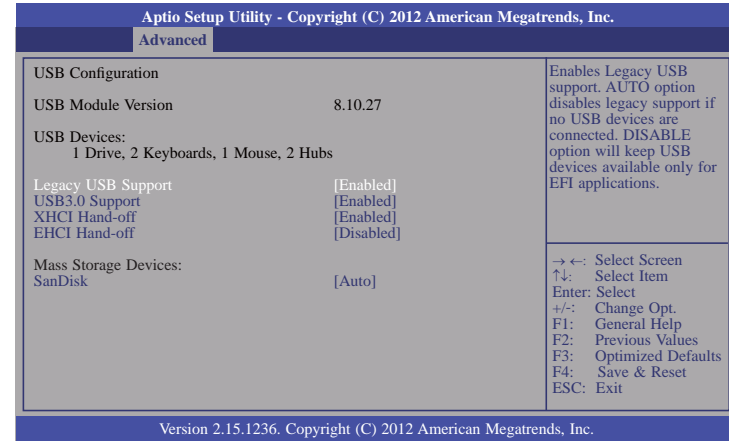 Aptio Setup Utility - Copyright (C) 2012 American Megatrends, Inc.
Advanced
USB Configuration
USB Module Version 8.10.27
USB Devices:
1 Drive, 2 Keyboards, 1 Mouse, 2 Hubs
Legacy USB Support [Enabled]
USB3.0 Support [Enabled]
XHCI Hand-off [Enabled]
EHCI Hand-off [Disabled]
Mass Storage Devices:
SanDisk [Auto]
Enables Legacy USB
support. AUTO option
disables legacy support if
no USB devices are
connected. DISABLE
option will keep USB
devices available only for
EFI applications.
→←: Select Screen
↑↓: Select Item
Enter: Select
+/-: Change Opt.
F1: General Help
F2: Previous Values
F3: Optimized Defaults
F4: Save & Reset
ESC: Exit
Version 2.15.1236. Copyright (C) 2012 American Megatrends, Inc.